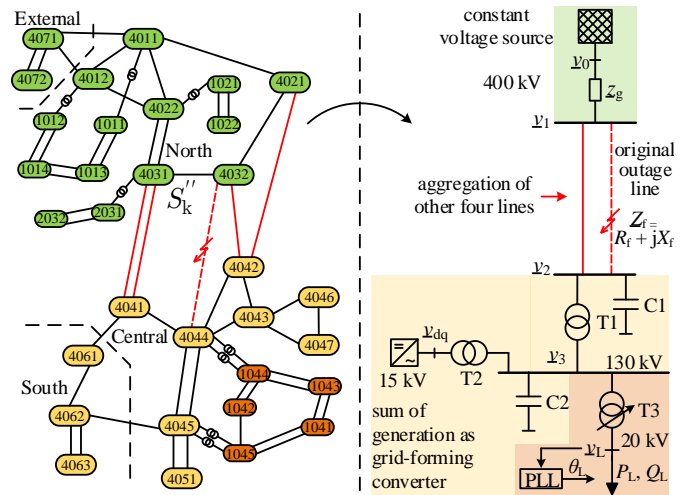 External
4071
4011
4072
4012
4021
1021
4022
1012
1011
1022
North
1014
1013
4031
4032
S''k
2032
2031
4042
4041
4046
4043
Central
4044
4047
4061
1044
1043
South
1042
4062
4045
1041
1045
4063
4051
constant
voltage source
v0
400 kV
zg
v1
original
outage
line
aggregation of
other four lines
Zf =
Rf + jXf
v2
C1
T1
vdq
v3
130 kV
15 kV
T2
C2
T3
sum of
generation as
grid-forming
converter
20 kV
vL
θL
PLL
PL, QL